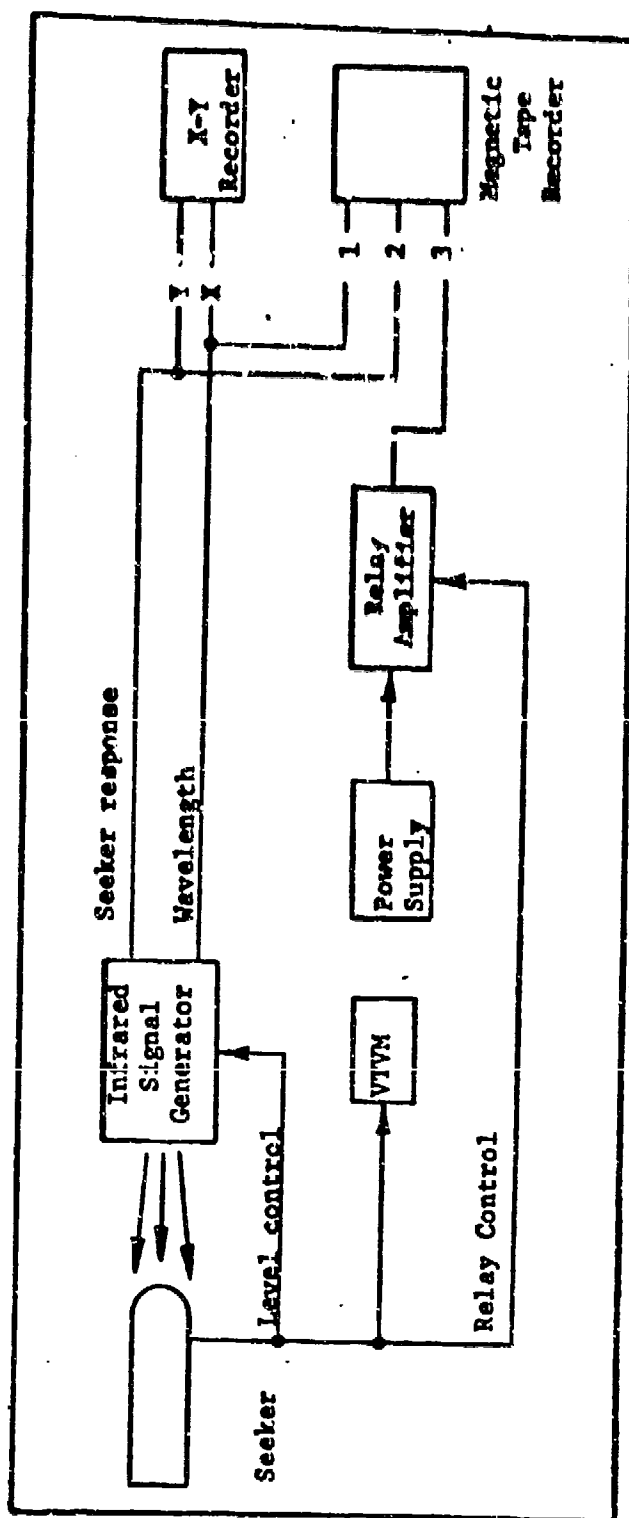 X-Y
Recorder
Y
X
1
2
3
Magnetic
Tape
Recorder
Seeker response
Wavelength
Relay
Amplifier
Infrared
Signal
Generator
Power
Supply
VTVM
Level control
Relay Control
Seeker